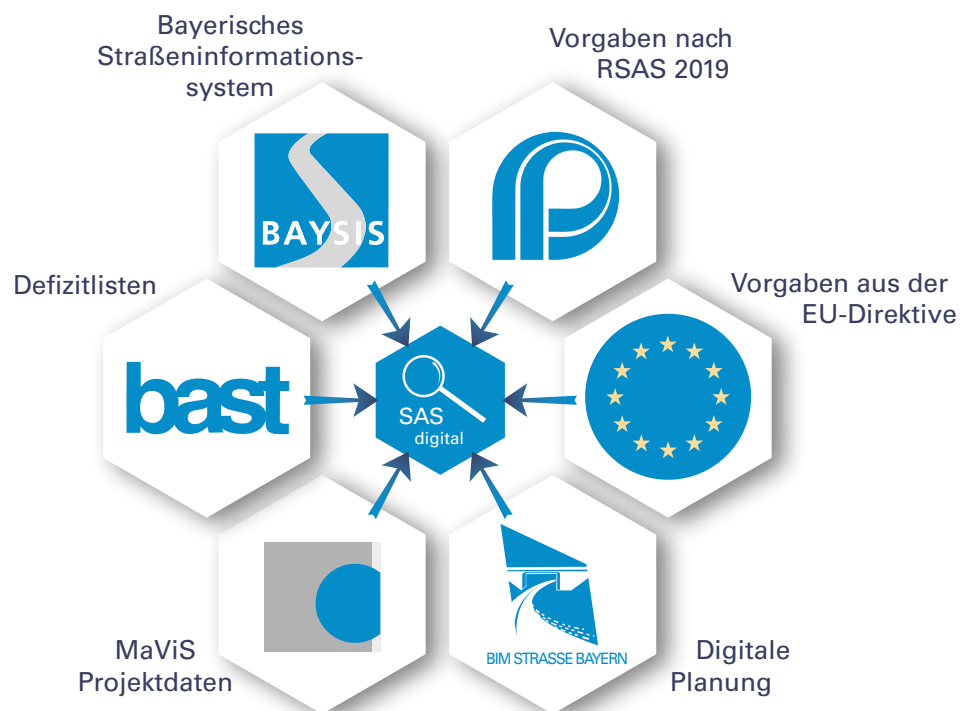 Bayerisches
Straßeninformations-
system
Vorgaben nach
RSAS 2019
BAYSIS
Defizitlisten
Vorgaben aus der
EU-Direktive
bast
SAS
digital
MaViS
Projektdaten
BIM STRASSE BAYERN
Digitale
Planung